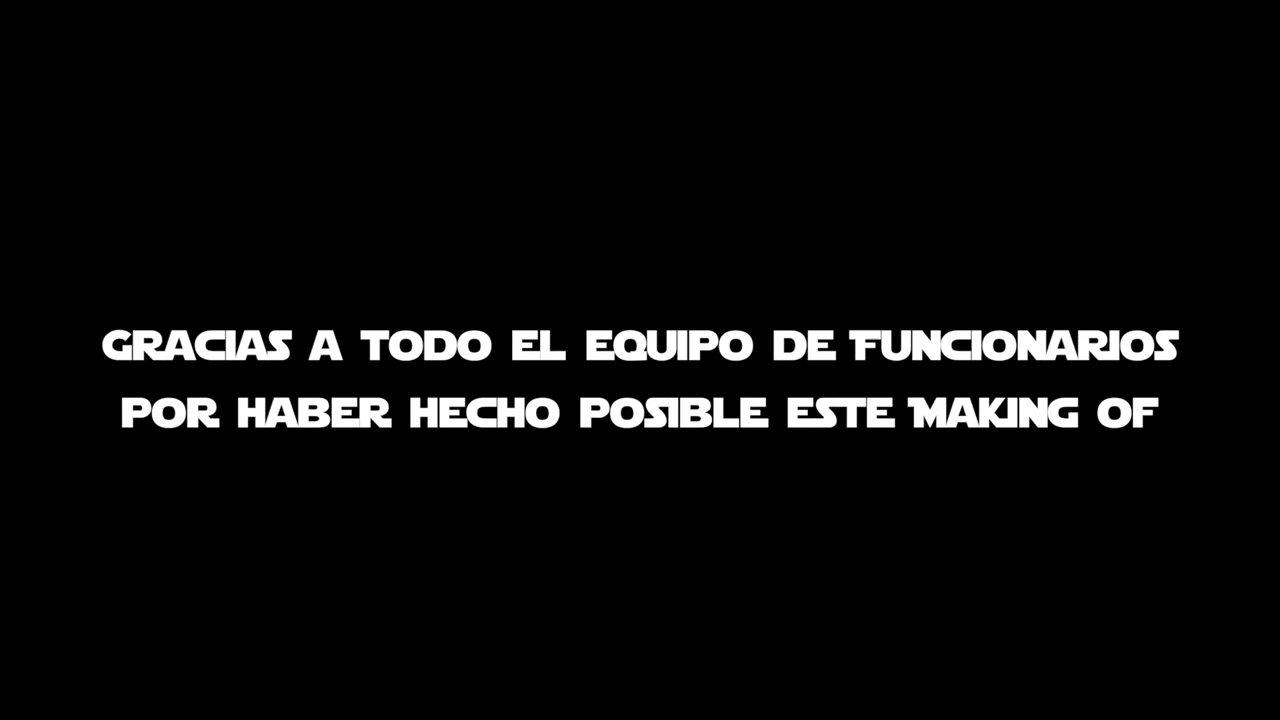 GRACIAS A TODO EL EQUIPO DE FUNCIONARIOS
POR HABER HECHO POSIBLE ESTE MAKING OF